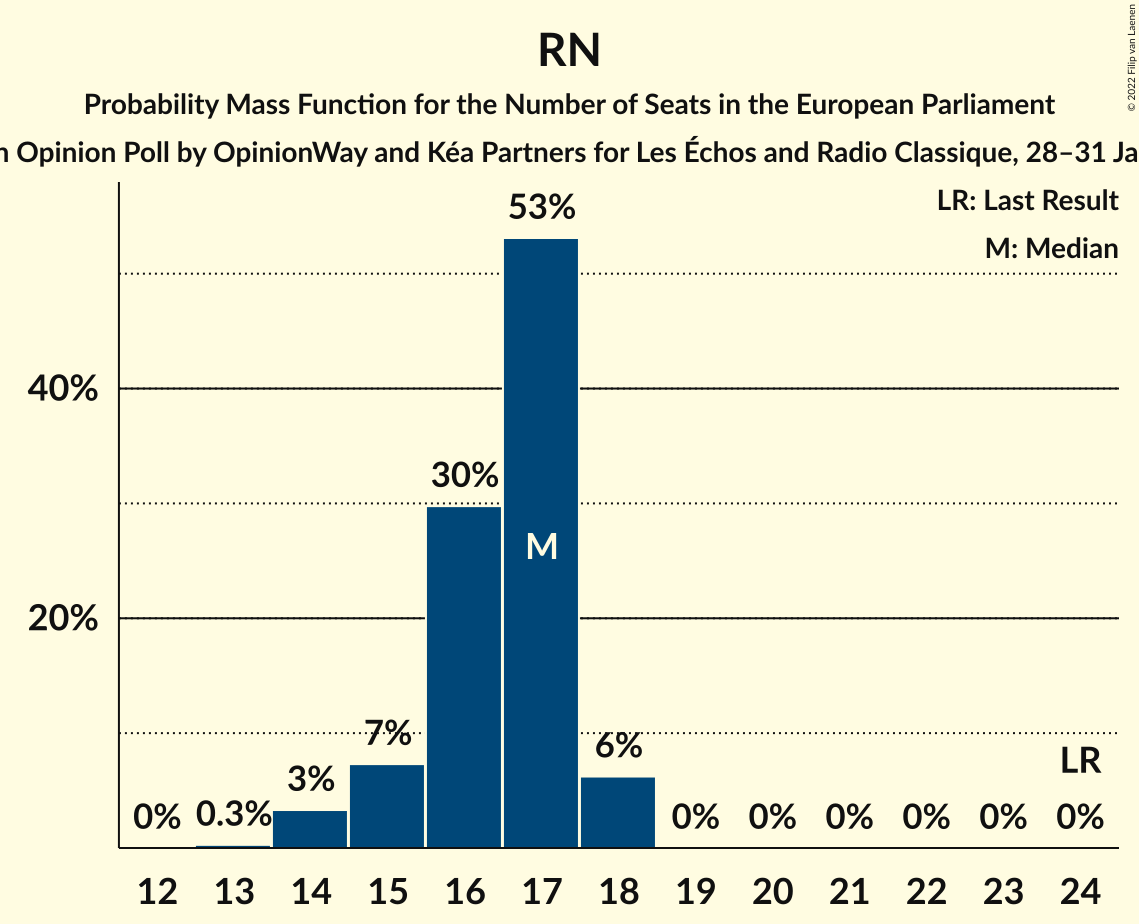 RN
Probability Mass Function for the Number of Seats in the European Parliament
n Opinion Poll by OpinionWay and Kéa Partners for Les Échos and Radio Classique, 28–31 Ja
© 2022 Filip van Laenen
LR: Last Result
M: Median
53%
40%
30%
M
20%
7%
6%
3%
LR
0% 0.3% 0% 0% 0% 0% 0% 0%
12 13 14 15 16 17 18 19 20 21 22 23 24